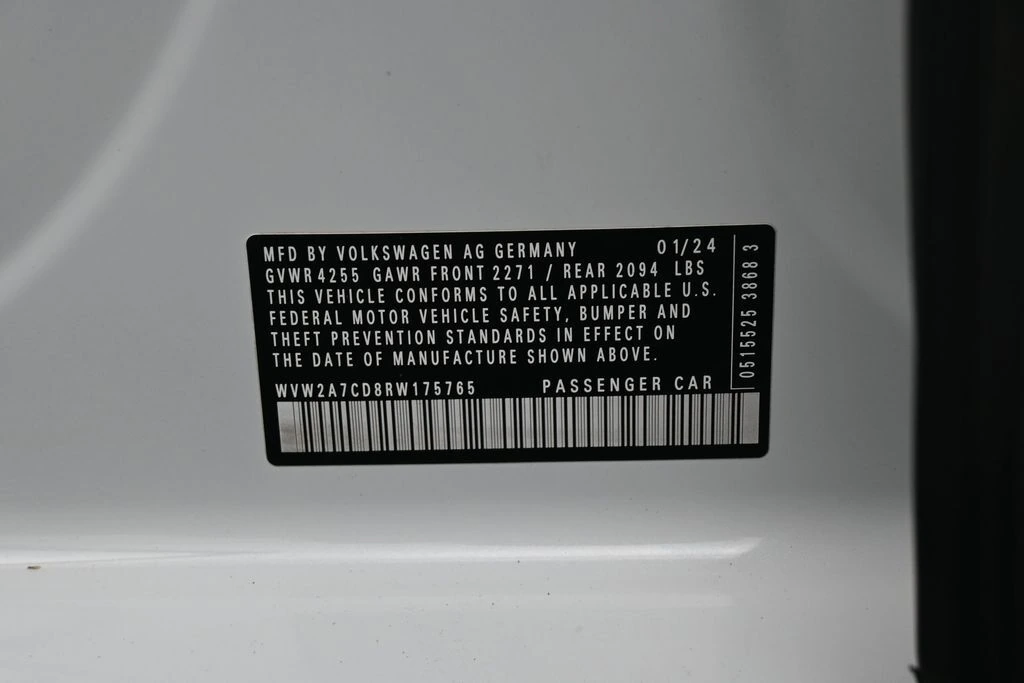 MFD BY VOLKSWAGEN AG GERMANY 01/24
GVWR 4255 GAWR FRONT 2271 / REAR 2094 LBS
THIS VEHICLE CONFORMS TO ALL APPLICABLE U.S.
FEDERAL MOTOR VEHICLE SAFETY, BUMPER AND
THEFT PREVENTION STANDARDS IN EFFECT ON
THE DATE OF MANUFACTURE SHOWN ABOVE.
WVW2A7CD8RW175765 PASSENGER CAR
0515525 38683